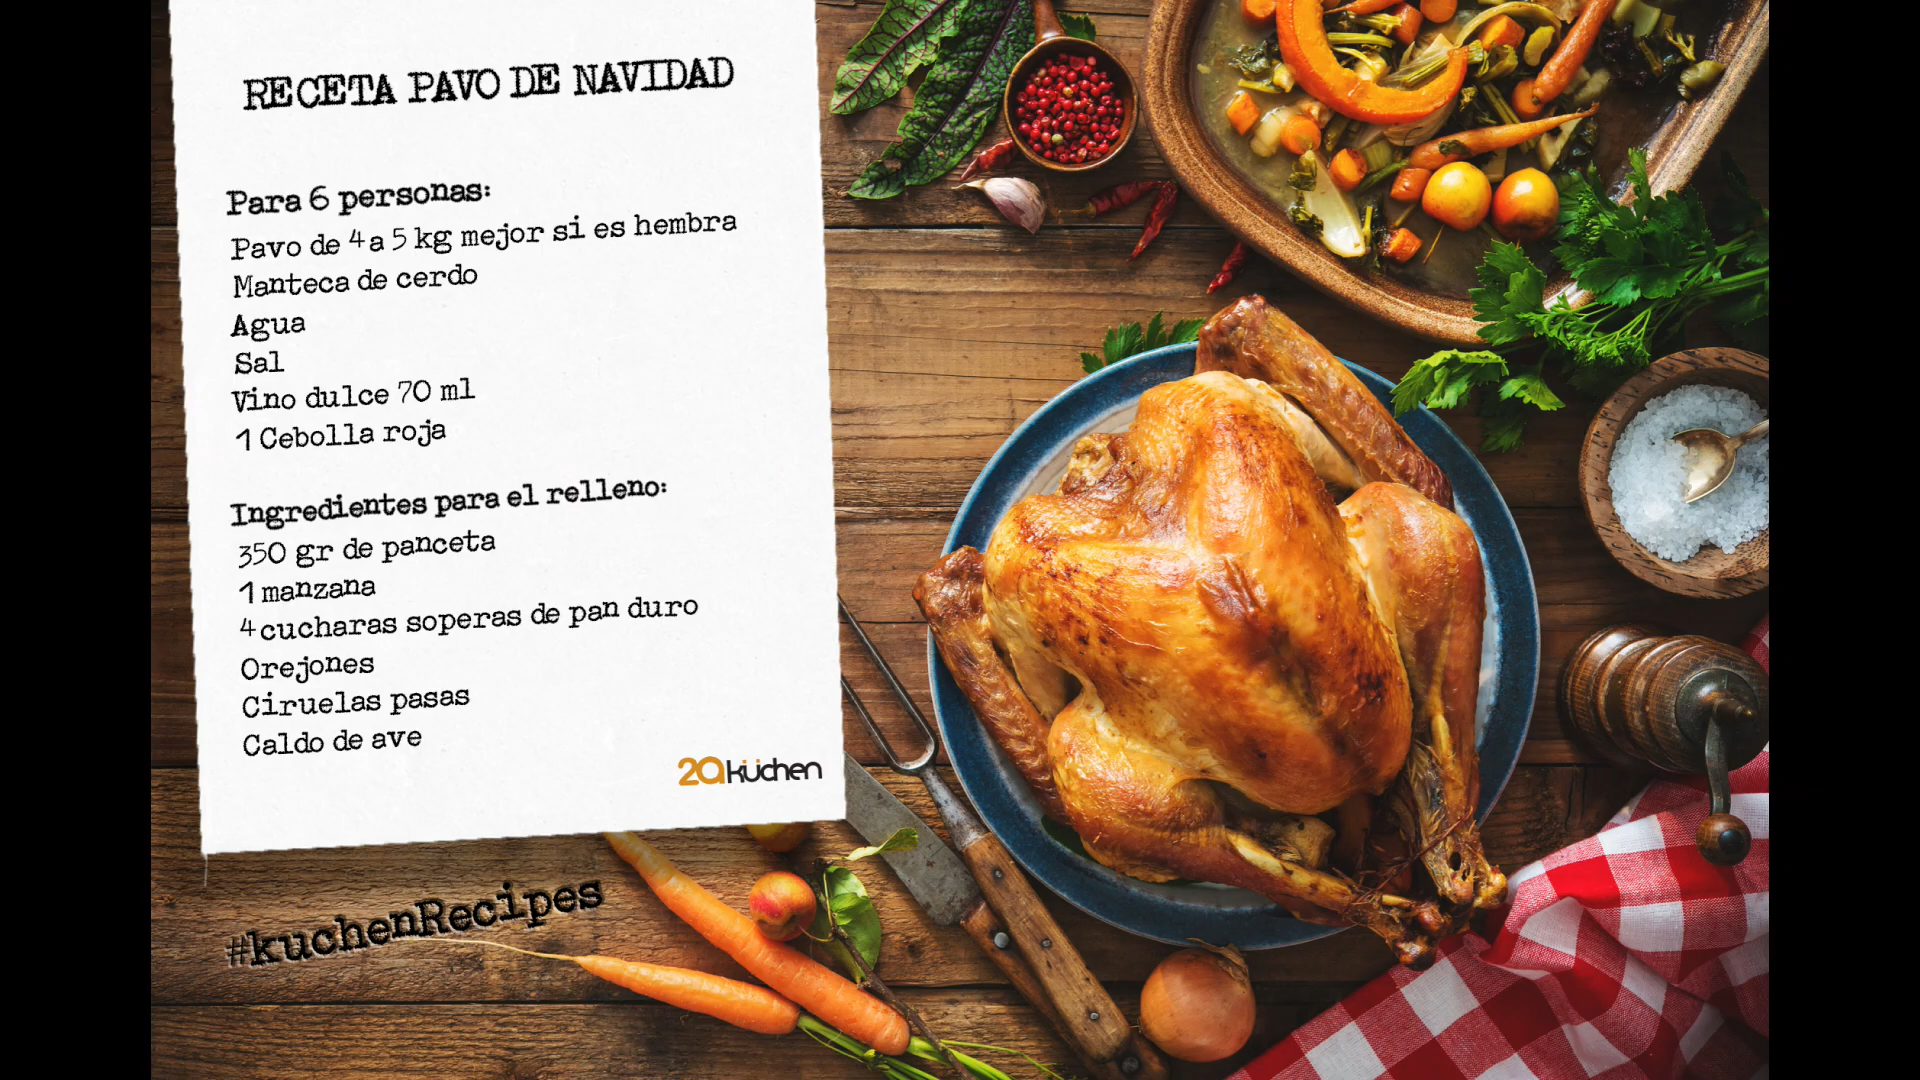 RECETA PAVO DE NAVIDAD
Para 6 personas:
Pavo de 4 a 5 kg mejor si es hembra
Manteca de cerdo
Agua
Sal
Vino dulce 70 ml
1 Cebolla roja
Ingredientes para el relleno:
350 gr de panceta
1 manzana
4 cucharas soperas de pan duro
Orejones
Ciruelas pasas
Caldo de ave
2a küchen
#kuchenRecipes